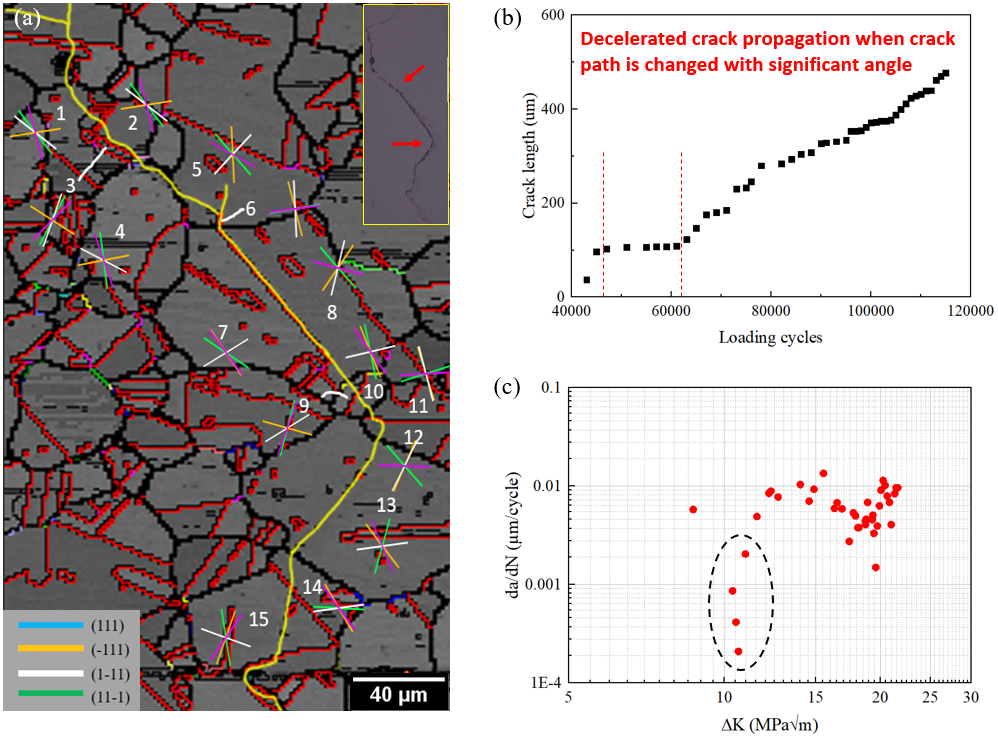 (a)
1
2
3
4
5
6
7
8
9
10
11
12
13
14
15
(111)
(-111)
(1-11)
(11-1)
40 µm
(b)
600
400
200
0
Crack length (um)
Decelerated crack propagation when crack
path is changed with significant angle
40000 60000 80000 100000 120000
Loading cycles
(c)
0.1
0.01
0.001
1E-4
da/dN (µm/cycle)
5 10 15 20 25 30
ΔK (MPa√m)